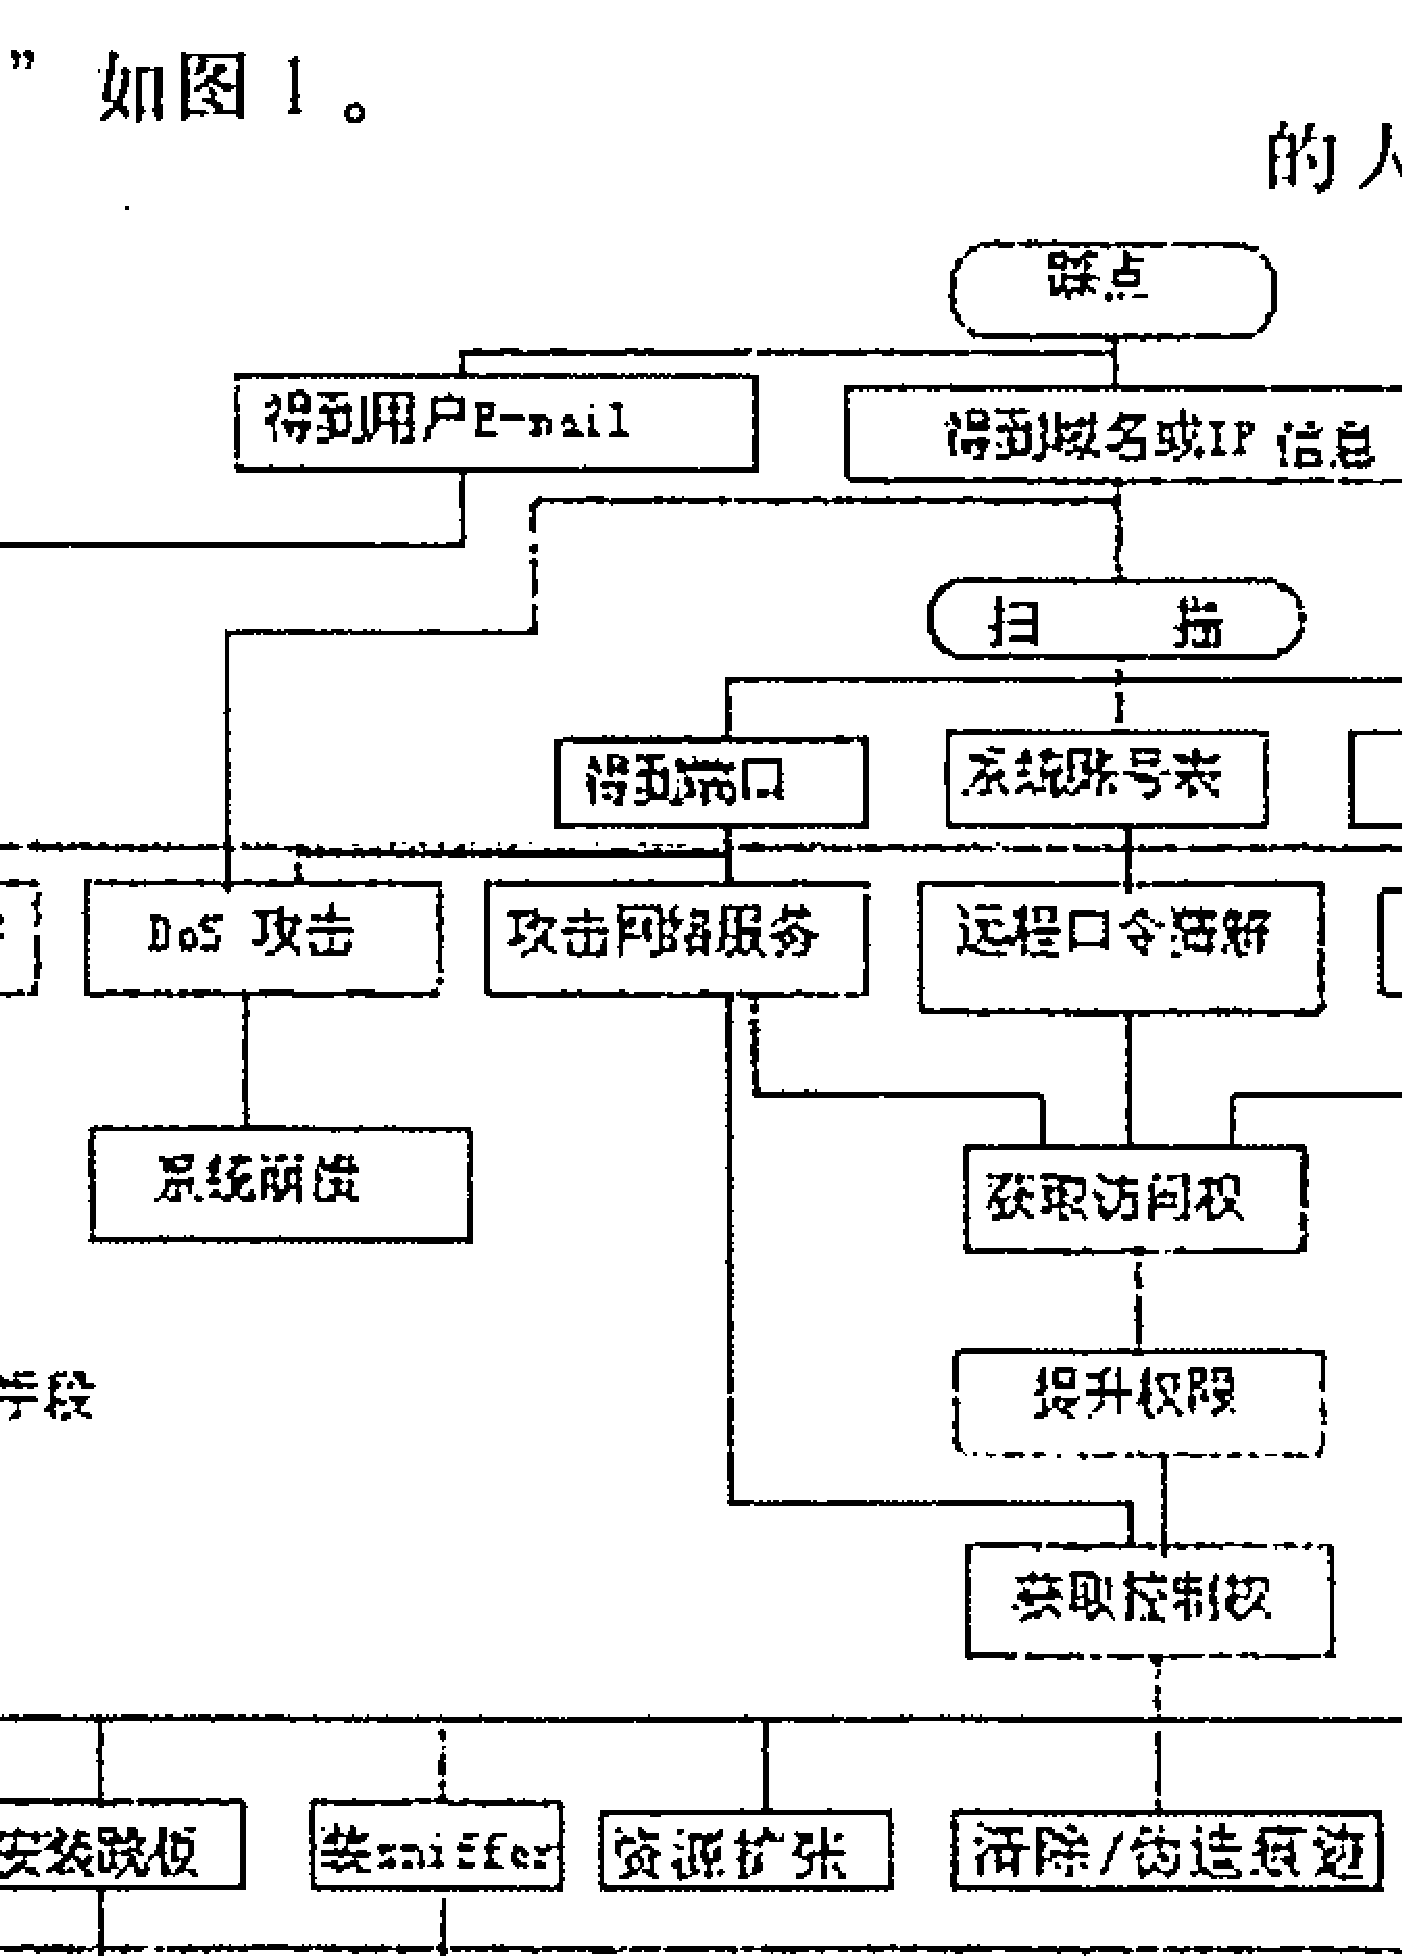 ” 如图 1 。
的人
踩点
得到用户E-mail
得到域名或IP 信息
扫 描
得到端口
系统账号表
DoS 攻击
攻击网络服务
远程口令猜解
系统崩溃
获取访问权
手段
提升权限
获取控制权
安装跳板
装sniffer
资源扩张
清除/伪造痕迹